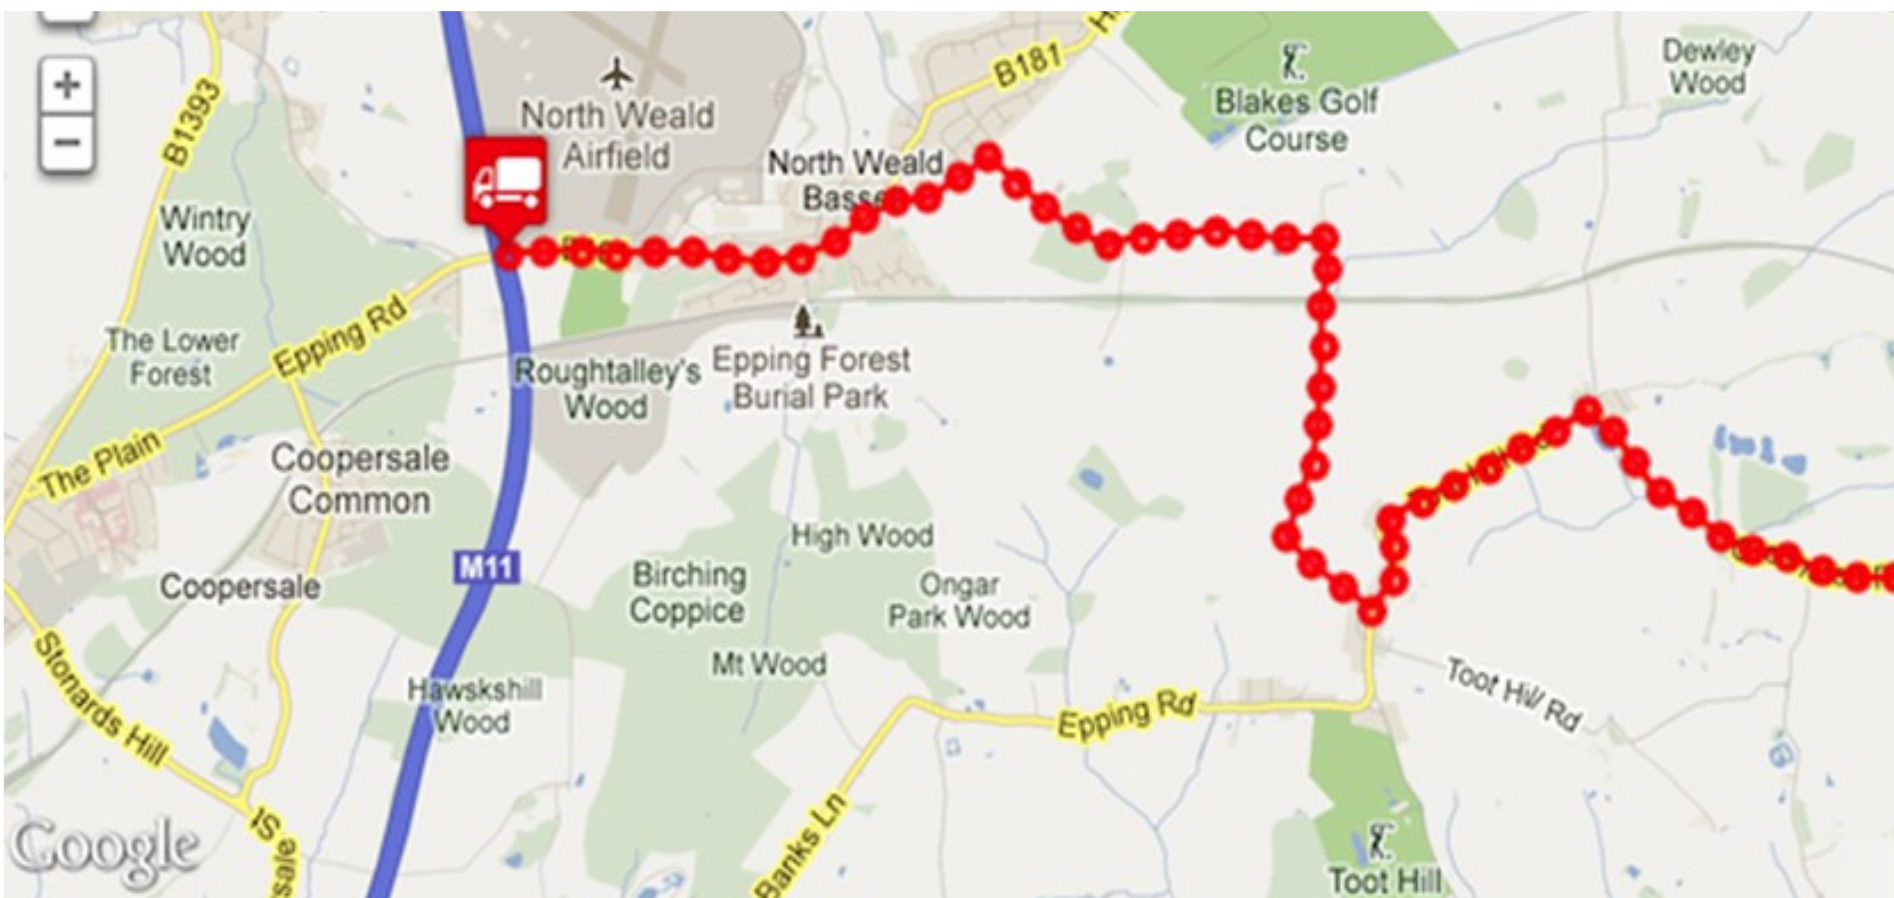 B1393
North Weald
Airfield
B181
Blakes Golf
Course
Dewley
Wood
North Weald
Basse
Wintry
Wood
The Lower
Forest
Epping Rd
Roughtalley's
Wood
Epping Forest
Burial Park
The Plain
Coopersale
Common
High Wood
M11
Birching
Coppice
Ongar
Park Wood
Coopersale
Mt Wood
Stonards Hill
Hawskshill
Wood
Epping Rd
Toot Hill Rd
Banks Ln
Google
Toot Hill